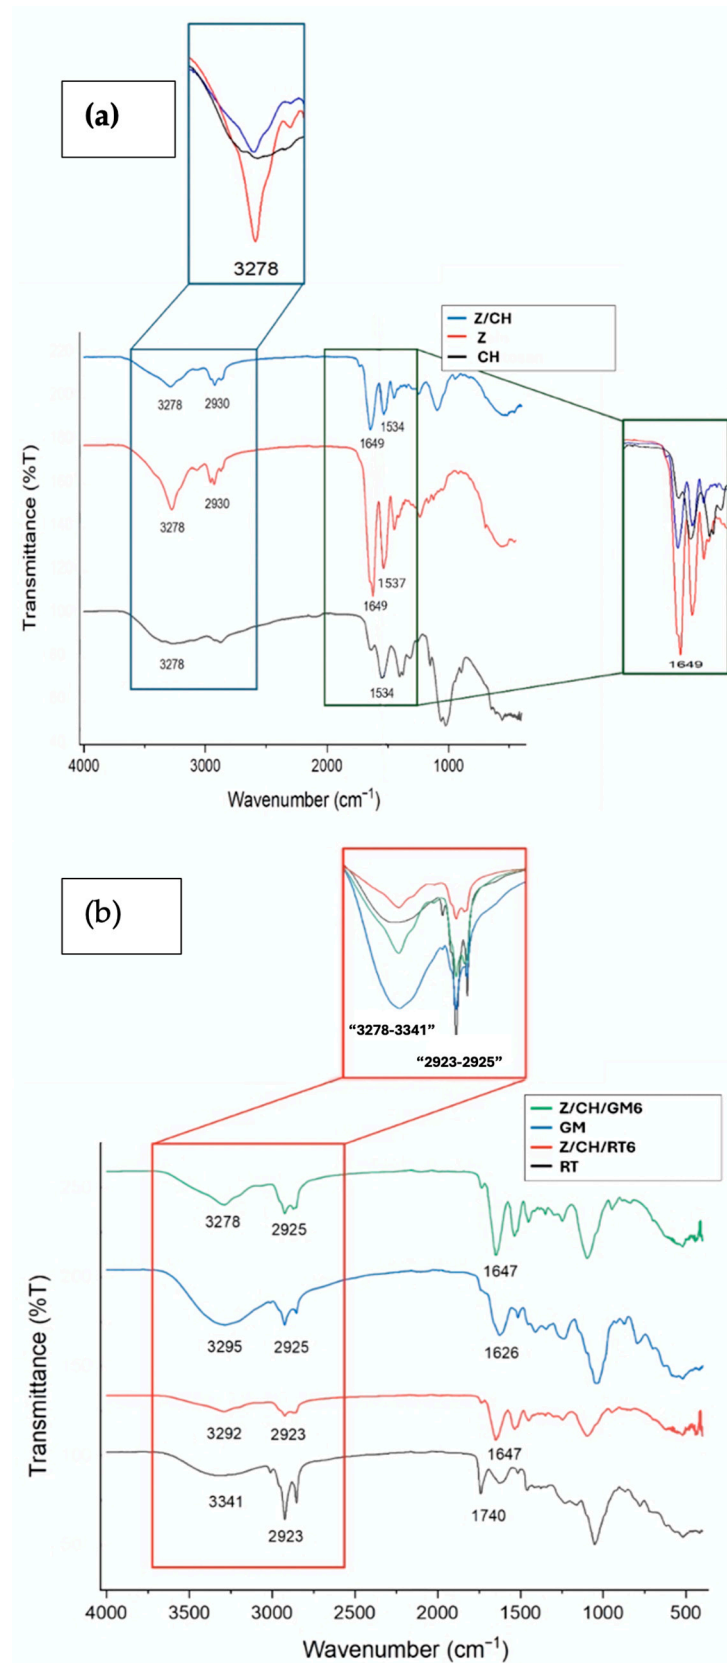 (a)
3278
Z/CH
Z
CH
3278
2930
1649
1534
3278
2930
1649
1537
3278
1534
1649
Transmittance (%T)
4000
3000
2000
1000
Wavenumber (cm⁻¹)
(b)
“3278-3341”
“2923-2925”
Z/CH/GM6
GM
Z/CH/RT6
RT
3278
2925
1647
3295
2925
1626
3292
2923
1647
3341
2923
1740
Transmittance (%T)
4000
3500
3000
2500
2000
1500
1000
500
Wavenumber (cm⁻¹)